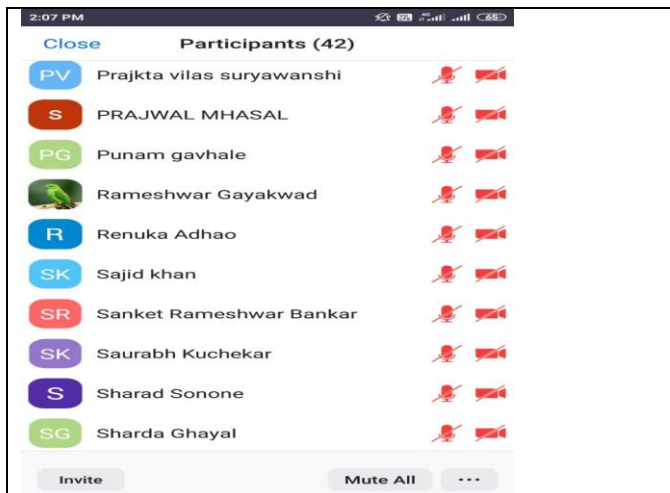 2:07 PM 65
Close Participants (42)
PV Prajkta vilas suryawanshi
S PRAJWAL MHASAL
PG Punam gavhale
Rameshwar Gayakwad
R Renuka Adhao
SK Sajid khan
SR Sanket Rameshwar Bankar
SK Saurabh Kuchekar
S Sharad Sonone
SG Sharda Ghayal
Invite Mute All ...